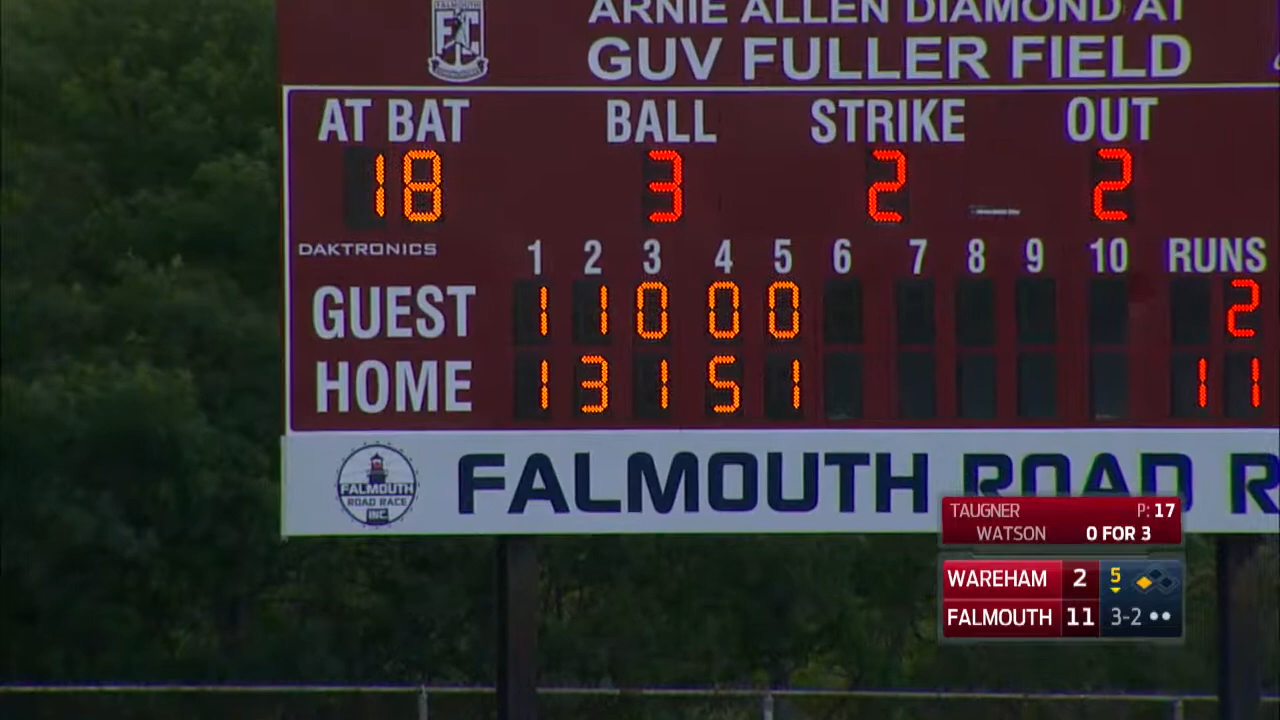 ARNIE ALLEN DIAMOND AT
GUV FULLER FIELD
AT BAT BALL STRIKE OUT
18 3 2 2
DAKTRONICS 1 2 3 4 5 6 7 8 9 10 RUNS
GUEST 1 1 0 0 0 2
HOME 1 3 1 5 1 11
FALMOUTH
ROAD RACE
INC.
FALMOUTH ROAD R
TAUGNER P: 17
WATSON 0 FOR 3
WAREHAM 2 5
FALMOUTH 11 3-2